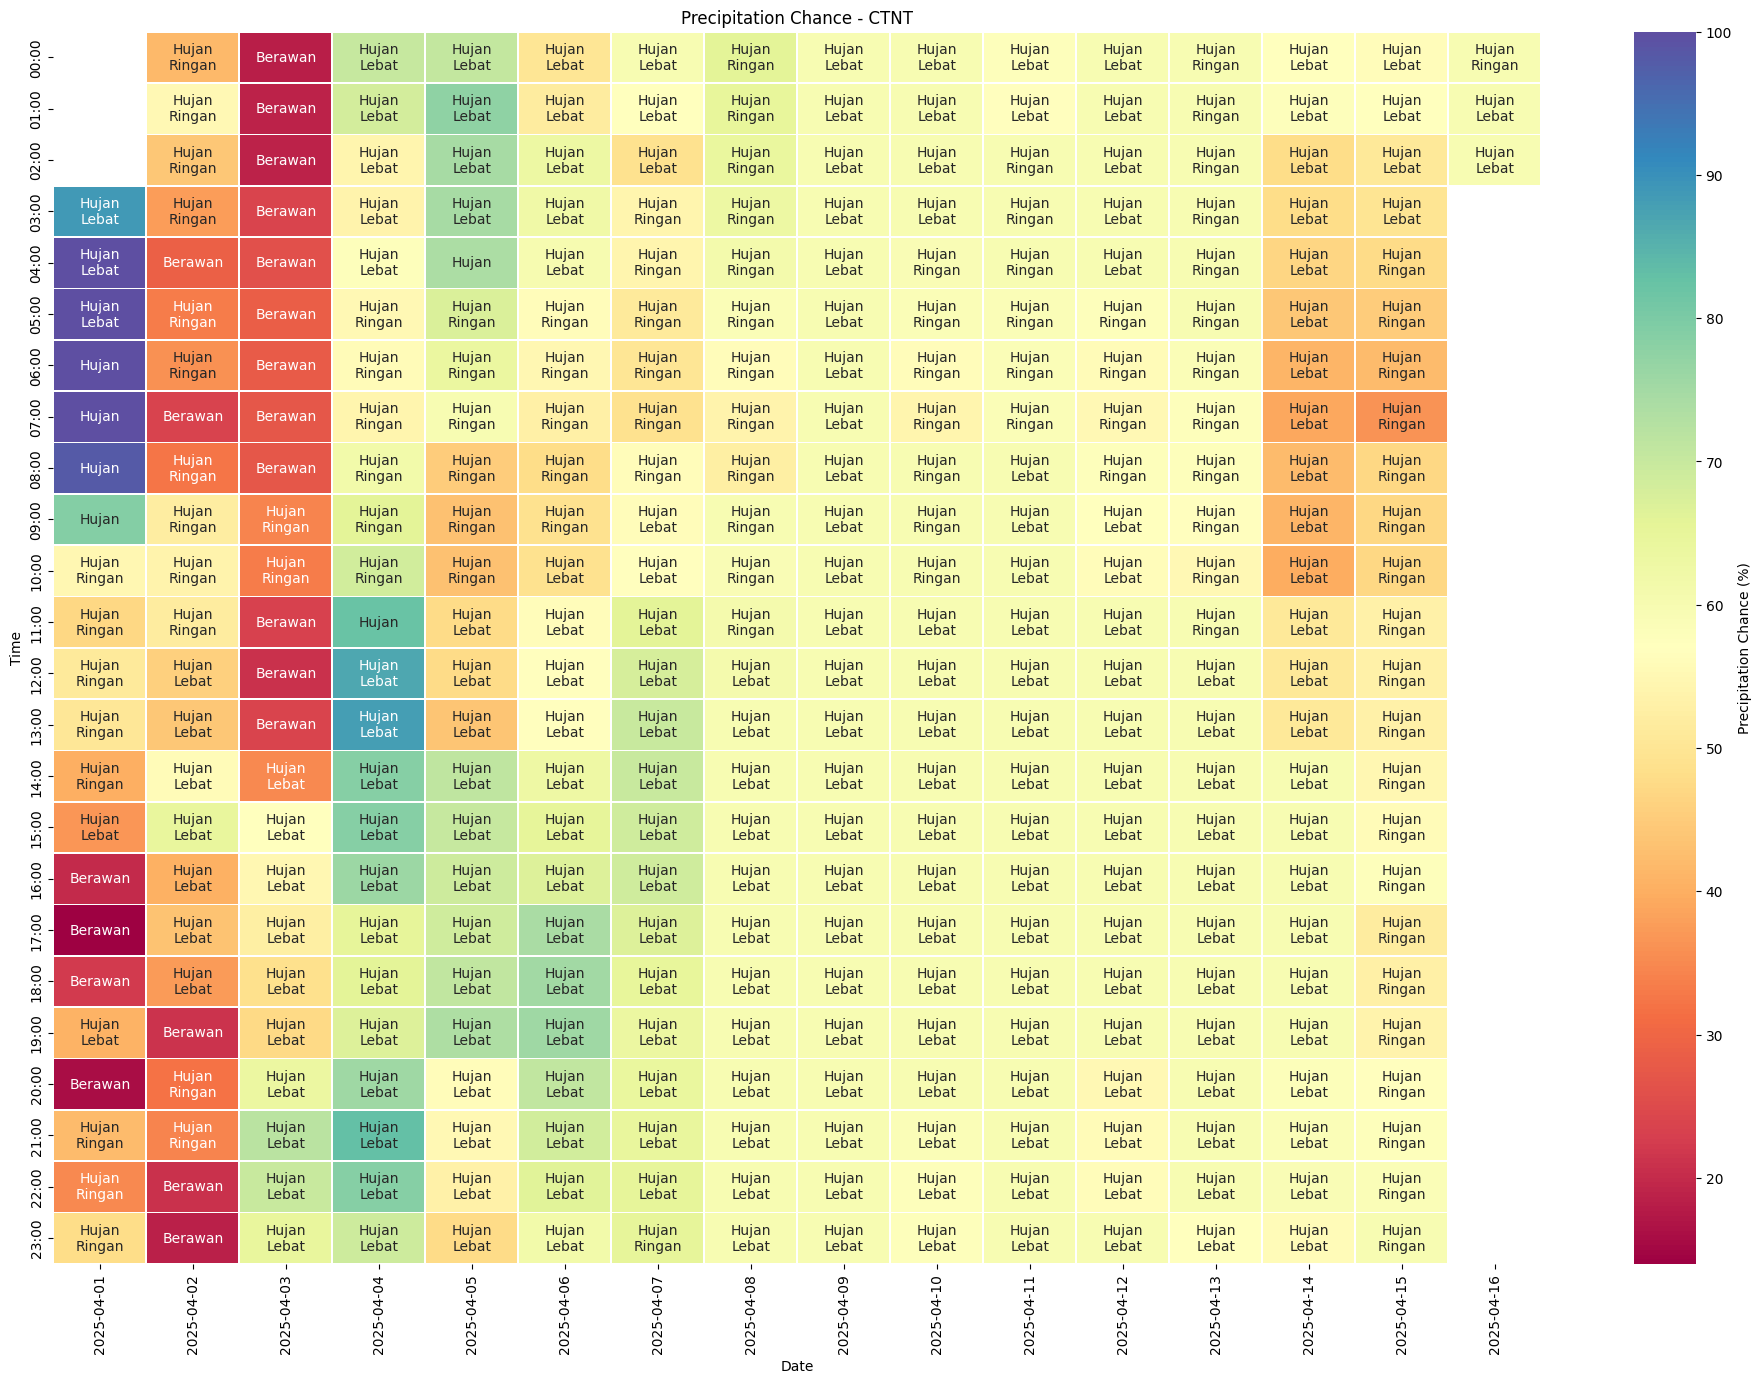 Precipitation Chance - CTNT
00:00 Hujan Ringan Berawan Hujan Lebat Hujan Lebat Hujan Lebat Hujan Lebat Hujan Ringan Hujan Lebat Hujan Lebat Hujan Lebat Hujan Lebat Hujan Ringan Hujan Lebat Hujan Lebat Hujan Ringan
01:00 Hujan Ringan Berawan Hujan Lebat Hujan Lebat Hujan Lebat Hujan Lebat Hujan Ringan Hujan Lebat Hujan Lebat Hujan Lebat Hujan Lebat Hujan Ringan Hujan Lebat Hujan Lebat Hujan Lebat
02:00 Hujan Ringan Berawan Hujan Lebat Hujan Lebat Hujan Lebat Hujan Lebat Hujan Ringan Hujan Lebat Hujan Lebat Hujan Ringan Hujan Lebat Hujan Ringan Hujan Lebat Hujan Lebat Hujan Lebat
03:00 Hujan Lebat Hujan Ringan Berawan Hujan Lebat Hujan Lebat Hujan Lebat Hujan Ringan Hujan Ringan Hujan Lebat Hujan Lebat Hujan Ringan Hujan Lebat Hujan Ringan Hujan Lebat Hujan Lebat
04:00 Hujan Lebat Berawan Berawan Hujan Lebat Hujan Hujan Lebat Hujan Ringan Hujan Ringan Hujan Lebat Hujan Ringan Hujan Ringan Hujan Lebat Hujan Ringan Hujan Lebat Hujan Ringan
05:00 Hujan Lebat Hujan Ringan Berawan Hujan Ringan Hujan Ringan Hujan Ringan Hujan Ringan Hujan Lebat Hujan Lebat Hujan Ringan Hujan Ringan Hujan Ringan Hujan Ringan Hujan Lebat Hujan Ringan
06:00 Hujan Hujan Ringan Berawan Hujan Ringan Hujan Ringan Hujan Ringan Hujan Ringan Hujan Ringan Hujan Lebat Hujan Ringan Hujan Ringan Hujan Ringan Hujan Ringan Hujan Lebat Hujan Ringan
07:00 Hujan Berawan Berawan Hujan Ringan Hujan Ringan Hujan Ringan Hujan Ringan Hujan Ringan Hujan Lebat Hujan Ringan Hujan Ringan Hujan Ringan Hujan Ringan Hujan Lebat Hujan Ringan
08:00 Hujan Hujan Ringan Berawan Hujan Ringan Hujan Ringan Hujan Ringan Hujan Ringan Hujan Ringan Hujan Lebat Hujan Ringan Hujan Lebat Hujan Ringan Hujan Ringan Hujan Lebat Hujan Ringan
09:00 Hujan Hujan Ringan Hujan Ringan Hujan Ringan Hujan Ringan Hujan Ringan Hujan Lebat Hujan Ringan Hujan Lebat Hujan Ringan Hujan Lebat Hujan Lebat Hujan Ringan Hujan Lebat Hujan Ringan
10:00 Hujan Ringan Hujan Ringan Hujan Ringan Hujan Ringan Hujan Ringan Hujan Lebat Hujan Lebat Hujan Ringan Hujan Lebat Hujan Ringan Hujan Lebat Hujan Lebat Hujan Ringan Hujan Lebat Hujan Ringan
11:00 Hujan Ringan Hujan Ringan Berawan Hujan Hujan Lebat Hujan Lebat Hujan Lebat Hujan Ringan Hujan Lebat Hujan Lebat Hujan Lebat Hujan Lebat Hujan Ringan Hujan Lebat Hujan Ringan
12:00 Hujan Ringan Hujan Lebat Berawan Hujan Lebat Hujan Lebat Hujan Lebat Hujan Lebat Hujan Lebat Hujan Lebat Hujan Lebat Hujan Lebat Hujan Lebat Hujan Lebat Hujan Lebat Hujan Ringan
13:00 Hujan Ringan Hujan Lebat Berawan Hujan Lebat Hujan Lebat Hujan Lebat Hujan Lebat Hujan Lebat Hujan Lebat Hujan Lebat Hujan Lebat Hujan Lebat Hujan Lebat Hujan Lebat Hujan Ringan
14:00 Hujan Ringan Hujan Lebat Hujan Lebat Hujan Lebat Hujan Lebat Hujan Lebat Hujan Lebat Hujan Lebat Hujan Lebat Hujan Lebat Hujan Lebat Hujan Lebat Hujan Lebat Hujan Lebat Hujan Ringan
15:00 Hujan Lebat Hujan Lebat Hujan Lebat Hujan Lebat Hujan Lebat Hujan Lebat Hujan Lebat Hujan Lebat Hujan Lebat Hujan Lebat Hujan Lebat Hujan Lebat Hujan Lebat Hujan Lebat Hujan Ringan
16:00 Berawan Hujan Lebat Hujan Lebat Hujan Lebat Hujan Lebat Hujan Lebat Hujan Lebat Hujan Lebat Hujan Lebat Hujan Lebat Hujan Lebat Hujan Lebat Hujan Lebat Hujan Lebat Hujan Ringan
17:00 Berawan Hujan Lebat Hujan Lebat Hujan Lebat Hujan Lebat Hujan Lebat Hujan Lebat Hujan Lebat Hujan Lebat Hujan Lebat Hujan Lebat Hujan Lebat Hujan Lebat Hujan Lebat Hujan Ringan
18:00 Berawan Hujan Lebat Hujan Lebat Hujan Lebat Hujan Lebat Hujan Lebat Hujan Lebat Hujan Lebat Hujan Lebat Hujan Lebat Hujan Lebat Hujan Lebat Hujan Lebat Hujan Lebat Hujan Ringan
19:00 Hujan Lebat Berawan Hujan Lebat Hujan Lebat Hujan Lebat Hujan Lebat Hujan Lebat Hujan Lebat Hujan Lebat Hujan Lebat Hujan Lebat Hujan Lebat Hujan Lebat Hujan Lebat Hujan Ringan
20:00 Berawan Hujan Ringan Hujan Lebat Hujan Lebat Hujan Lebat Hujan Lebat Hujan Lebat Hujan Lebat Hujan Lebat Hujan Lebat Hujan Lebat Hujan Lebat Hujan Lebat Hujan Lebat Hujan Ringan
21:00 Hujan Ringan Hujan Ringan Hujan Lebat Hujan Lebat Hujan Lebat Hujan Lebat Hujan Lebat Hujan Lebat Hujan Lebat Hujan Lebat Hujan Lebat Hujan Lebat Hujan Lebat Hujan Lebat Hujan Ringan
22:00 Hujan Ringan Berawan Hujan Lebat Hujan Lebat Hujan Lebat Hujan Lebat Hujan Lebat Hujan Lebat Hujan Lebat Hujan Lebat Hujan Lebat Hujan Lebat Hujan Lebat Hujan Lebat Hujan Ringan
23:00 Hujan Ringan Berawan Hujan Lebat Hujan Lebat Hujan Lebat Hujan Lebat Hujan Ringan Hujan Lebat Hujan Lebat Hujan Lebat Hujan Lebat Hujan Lebat Hujan Lebat Hujan Lebat Hujan Ringan
Time
2025-04-01 2025-04-02 2025-04-03 2025-04-04 2025-04-05 2025-04-06 2025-04-07 2025-04-08 2025-04-09 2025-04-10 2025-04-11 2025-04-12 2025-04-13 2025-04-14 2025-04-15 2025-04-16
Date
100
90
80
70
60
50
40
30
20
Precipitation Chance (%)